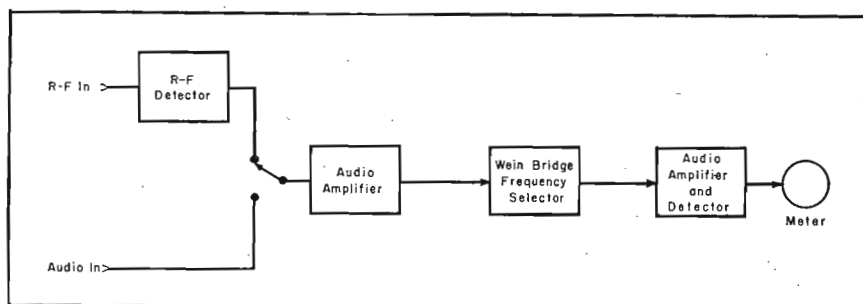 R-F In
R-F
Detector
Audio
Amplifier
Wein Bridge
Frequency
Selector
Audio
Amplifier
and
Detector
Meter
Audio In